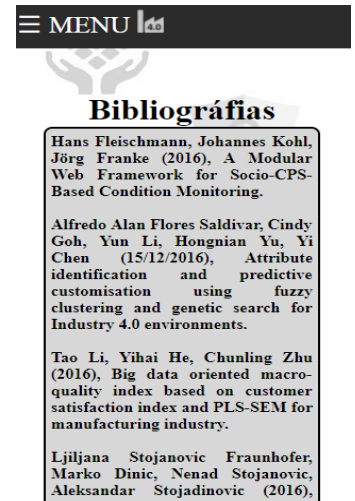 ☰ MENU 4.0
Bibliográfias
Hans Fleischmann, Johannes Kohl,
Jörg Franke (2016), A Modular
Web Framework for Socio-CPS-
Based Condition Monitoring.
Alfredo Alan Flores Saldivar, Cindy
Goh, Yun Li, Hongnian Yu, Yi
Chen (15/12/2016), Attribute
identification and predictive
customisation using fuzzy
clustering and genetic search for
Industry 4.0 environments.
Tao Li, Yihai He, Chunling Zhu
(2016), Big data oriented macro-
quality index based on customer
satisfaction index and PLS-SEM for
manufacturing industry.
Ljiljana Stojanovic Fraunhofer,
Marko Dinic, Nenad Stojanovic,
Aleksandar Stojadinovic (2016),